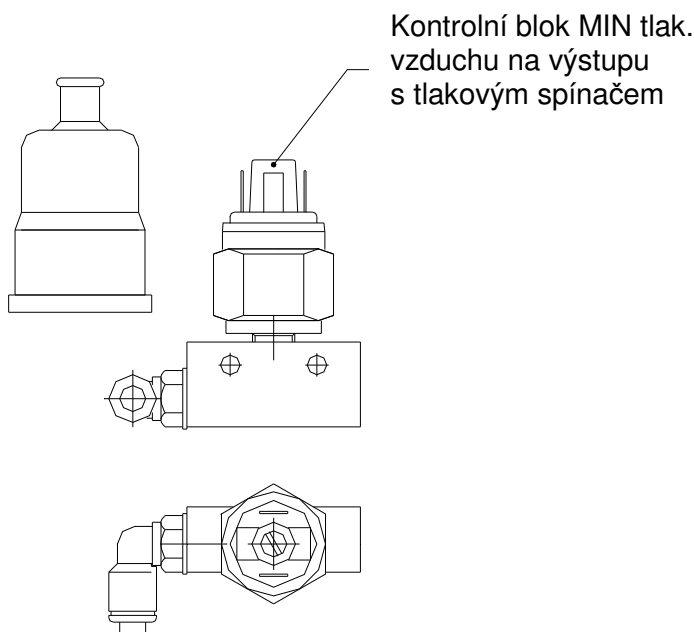 Kontrolní blok MIN tlak.
vzduchu na výstupu
s tlakovým spínačem